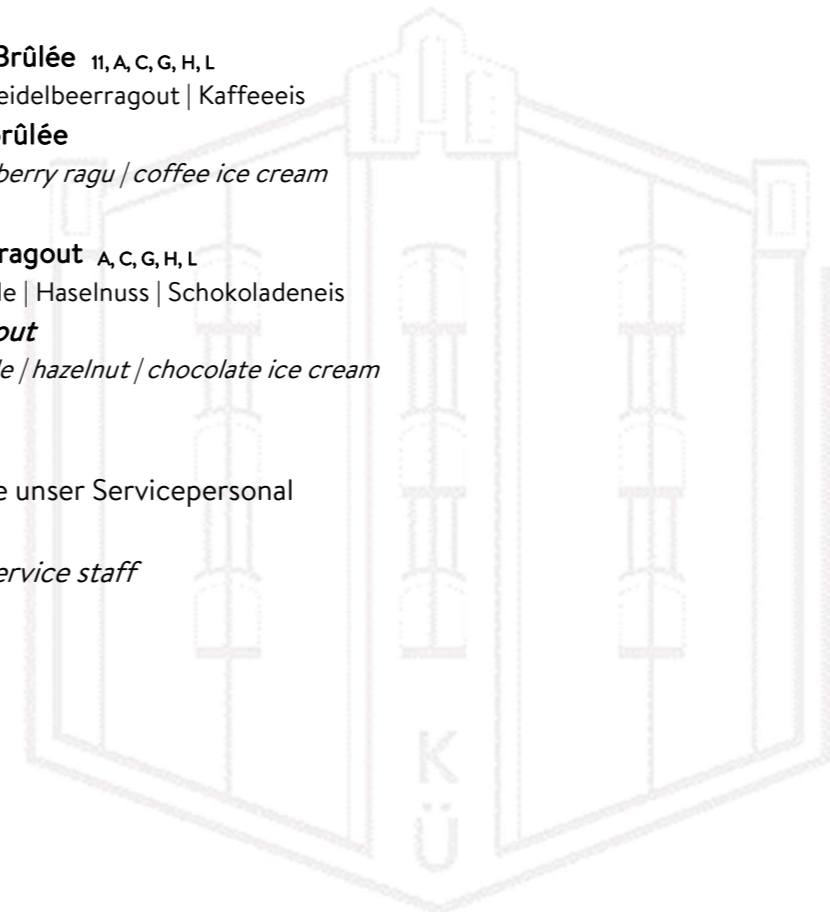 Brûlée 11, A, C, G, H, L
eidelbeerragout | Kaffeeeis
rûlée
berry ragu / coffee ice cream
ragout A, C, G, H, L
le | Haselnuss | Schokoladeneis
out
le / hazelnut / chocolate ice cream
e unser Servicepersonal
ervice staff
K
Ü